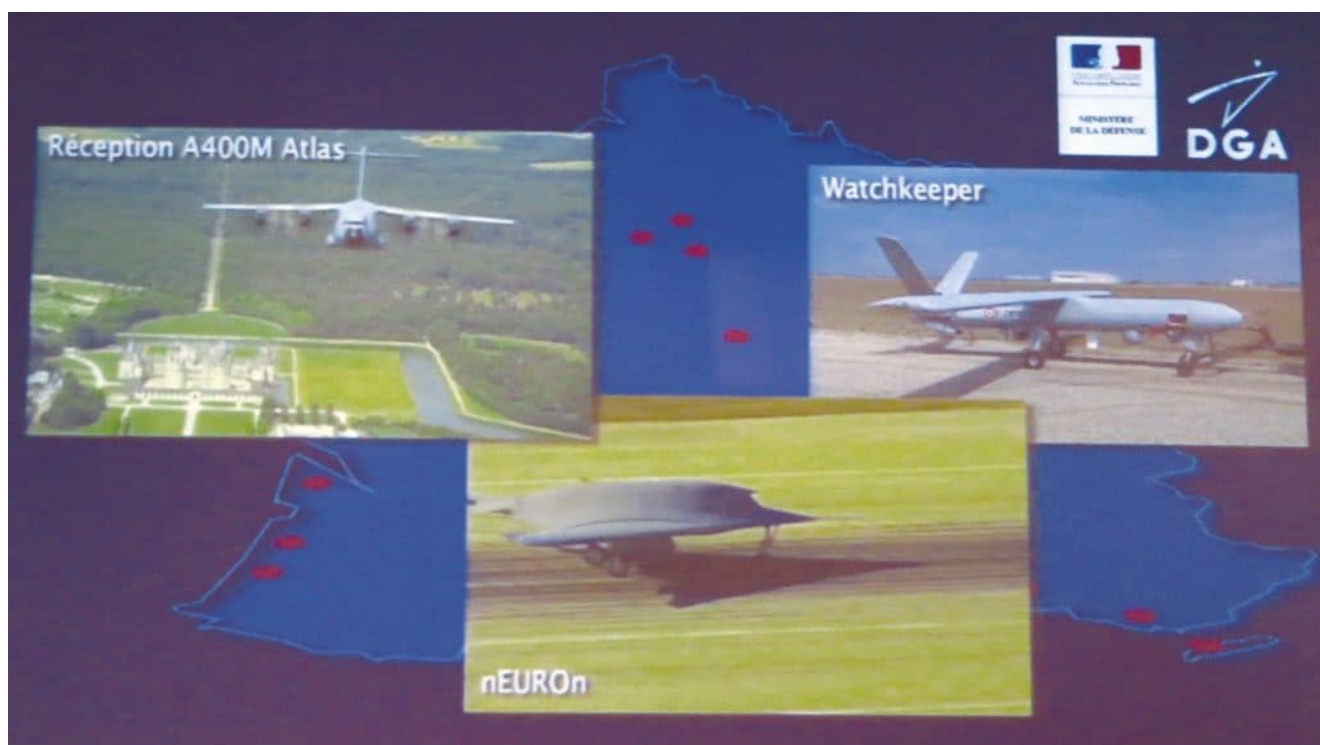 Réception A400M Atlas
MINISTÈRE
DE LA DÉFENSE
DGA
Watchkeeper
nEUROn